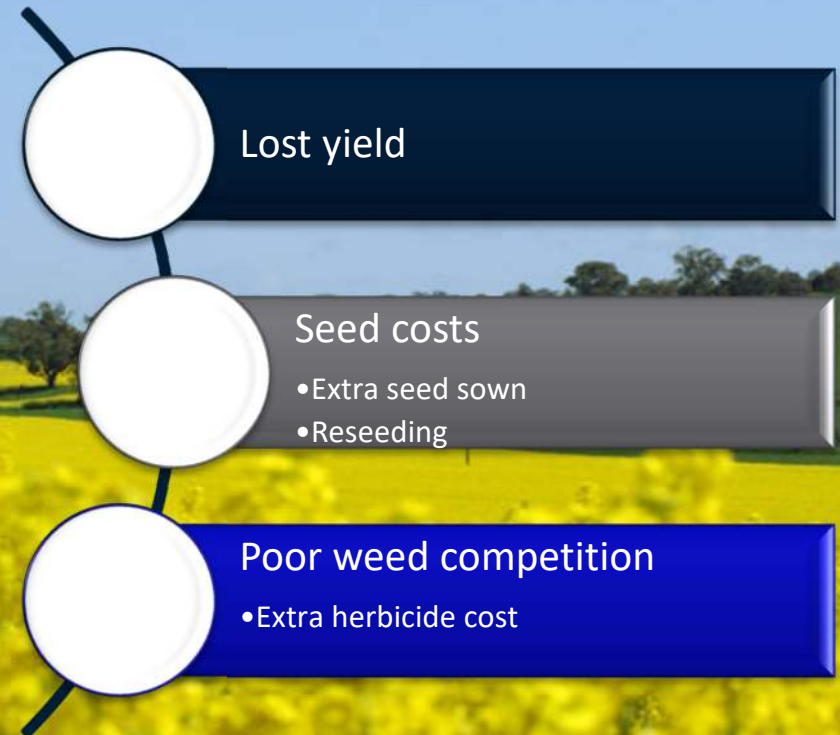 Lost yield
Seed costs
•Extra seed sown
•Reseeding
Poor weed competition
•Extra herbicide cost